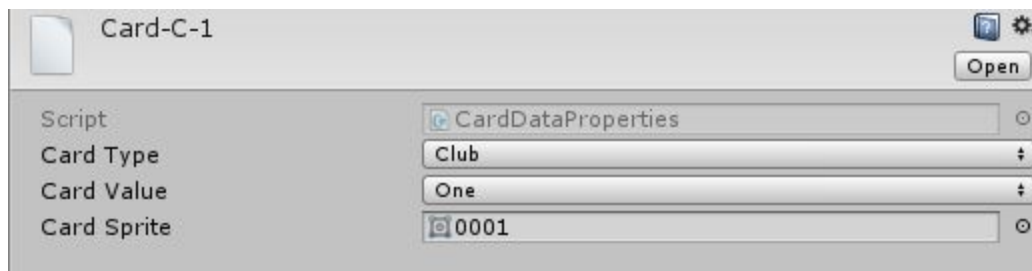 Card-C-1
Open
Script CardDataProperties
Card Type Club
Card Value One
Card Sprite 0001